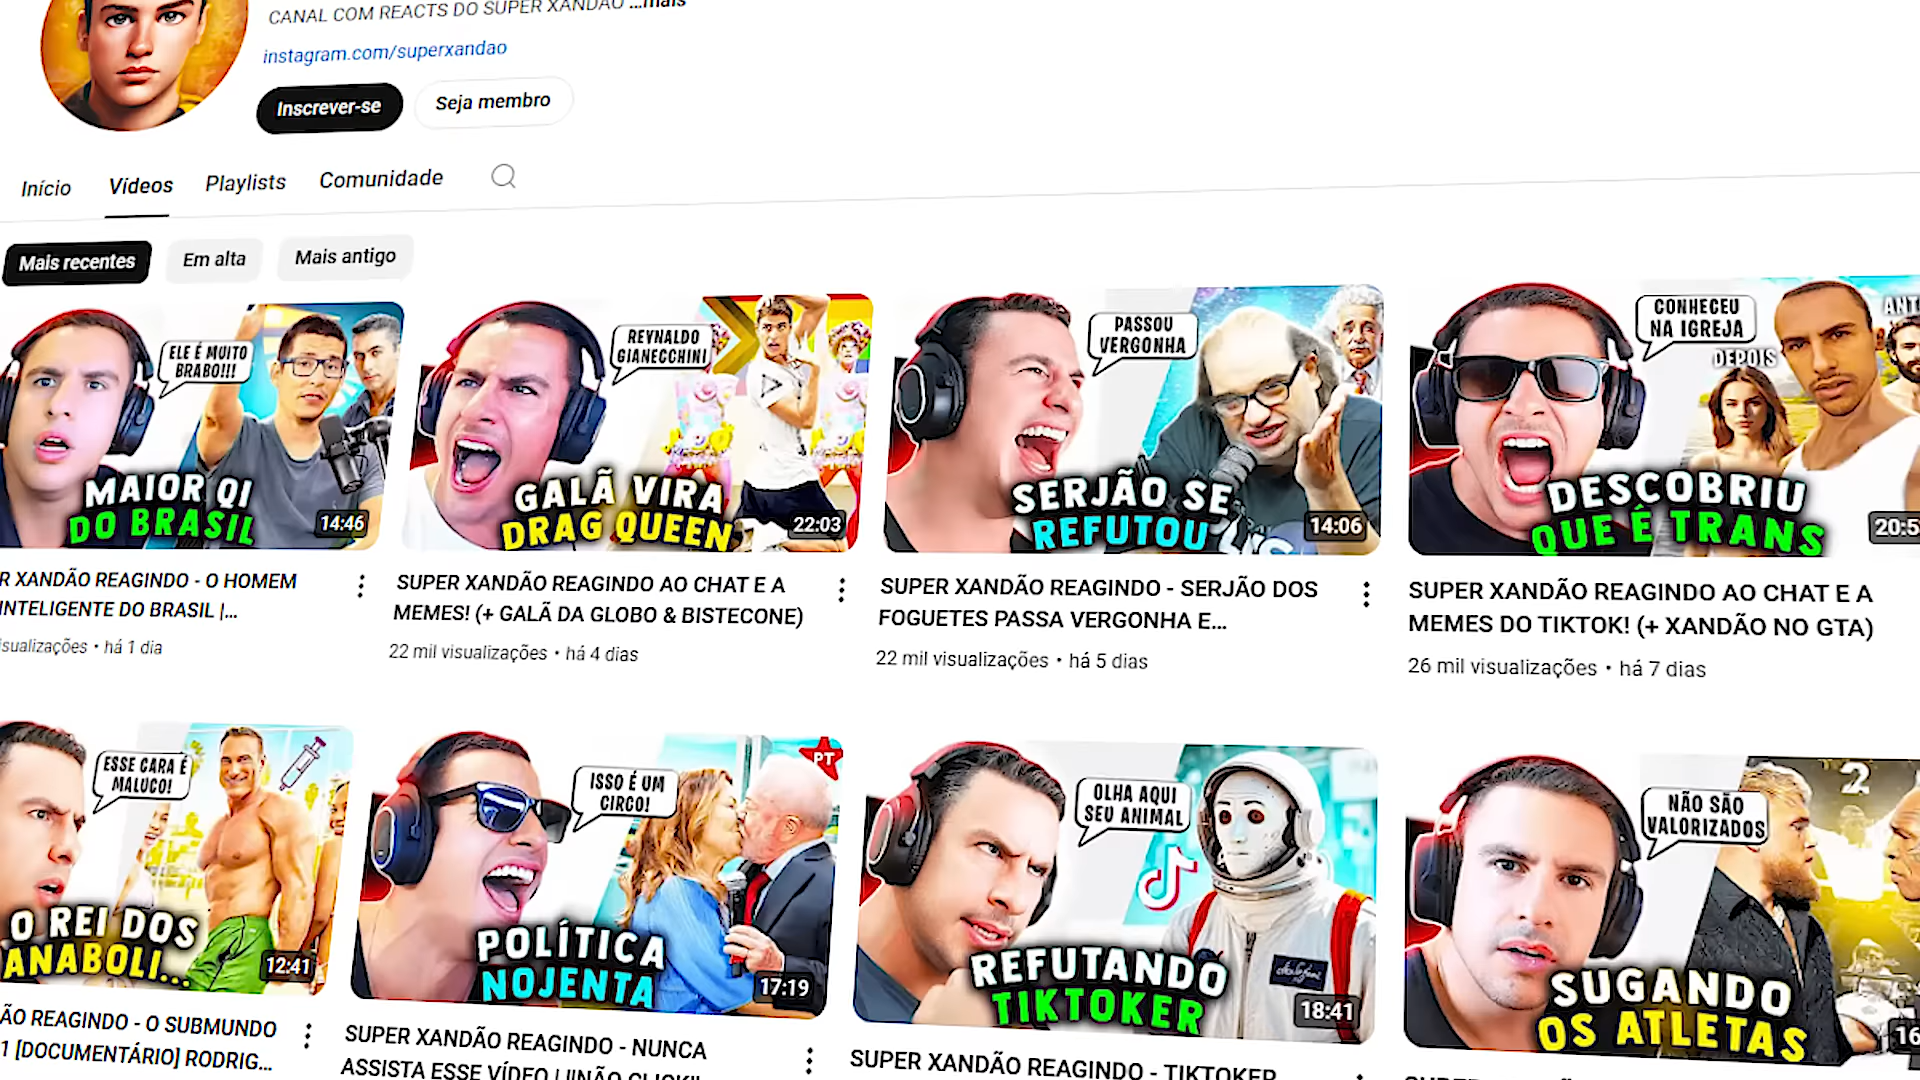 CANAL COM REACTS DO SUPER XANDÃO ...mais
instagram.com/superxandao
Inscrever-se
Seja membro
Início
Vídeos
Playlists
Comunidade
Mais recentes
Em alta
Mais antigo
ELE É MUITO
BRABO!!!
MAIOR QI
DO BRASIL
14:46
REYNALDO
GIANECCHINI
GALÃ VIRA
DRAG QUEEN
22:03
PASSOU
VERGONHA
SERJÃO SE
REFUTOU
14:06
CONHECEU
NA IGREJA
DEPOIS
DESCOBRIU
QUE É TRANS
20:5
R XANDÃO REAGINDO - O HOMEM
INTELIGENTE DO BRASIL |...
sualizações • há 1 dia
SUPER XANDÃO REAGINDO AO CHAT E A
MEMES! (+ GALÃ DA GLOBO & BISTECONE)
22 mil visualizações • há 4 dias
SUPER XANDÃO REAGINDO - SERJÃO DOS
FOGUETES PASSA VERGONHA E...
22 mil visualizações • há 5 dias
SUPER XANDÃO REAGINDO AO CHAT E A
MEMES DO TIKTOK! (+ XANDÃO NO GTA)
26 mil visualizações • há 7 dias
ESSE CARA É
MALUCO!
O REI DOS
ANABOLI...
12:41
ISSO É UM
CIRCO!
PT
POLÍTICA
NOJENTA
17:19
OLHA AQUI
SEU ANIMAL
REFUTANDO
TIKTOKER
18:41
NÃO SÃO
VALORIZADOS
2
SUGANDO
OS ATLETAS
16
ÃO REAGINDO - O SUBMUNDO
1 [DOCUMENTÁRIO] RODRIG...
SUPER XANDÃO REAGINDO - NUNCA
ASSISTA ESSE VÍDEO
SUPER XANDÃO REAGINDO - TIKTOKER